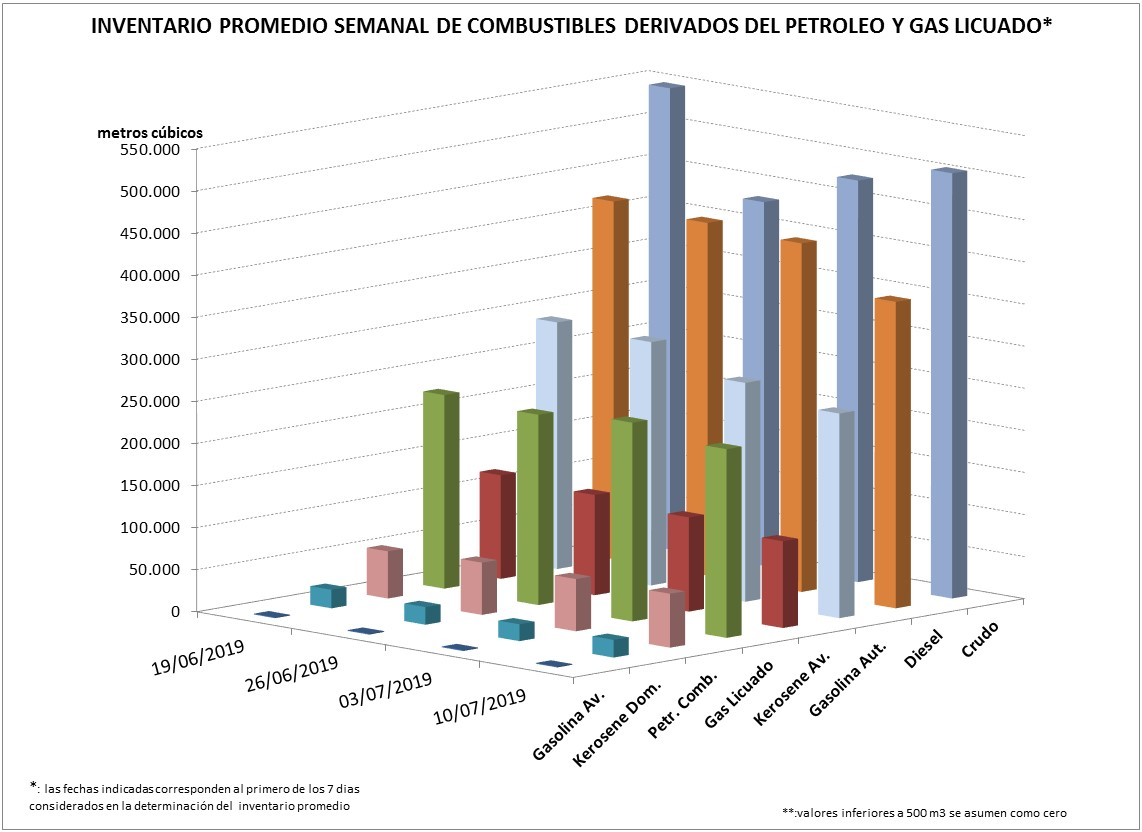 INVENTARIO PROMEDIO SEMANAL DE COMBUSTIBLES DERIVADOS DEL PETROLEO Y GAS LICUADO*
metros cúbicos
550.000
500.000
450.000
400.000
350.000
300.000
250.000
200.000
150.000
100.000
50.000
0
19/06/2019
26/06/2019
03/07/2019
10/07/2019
Gasolina Av.
Kerosene Dom.
Petr. Comb.
Gas Licuado
Kerosene Av.
Gasolina Aut.
Diesel
Crudo
*: las fechas indicadas corresponden al primero de los 7 dias
considerados en la determinación del inventario promedio
**:valores inferiores a 500 m3 se asumen como cero